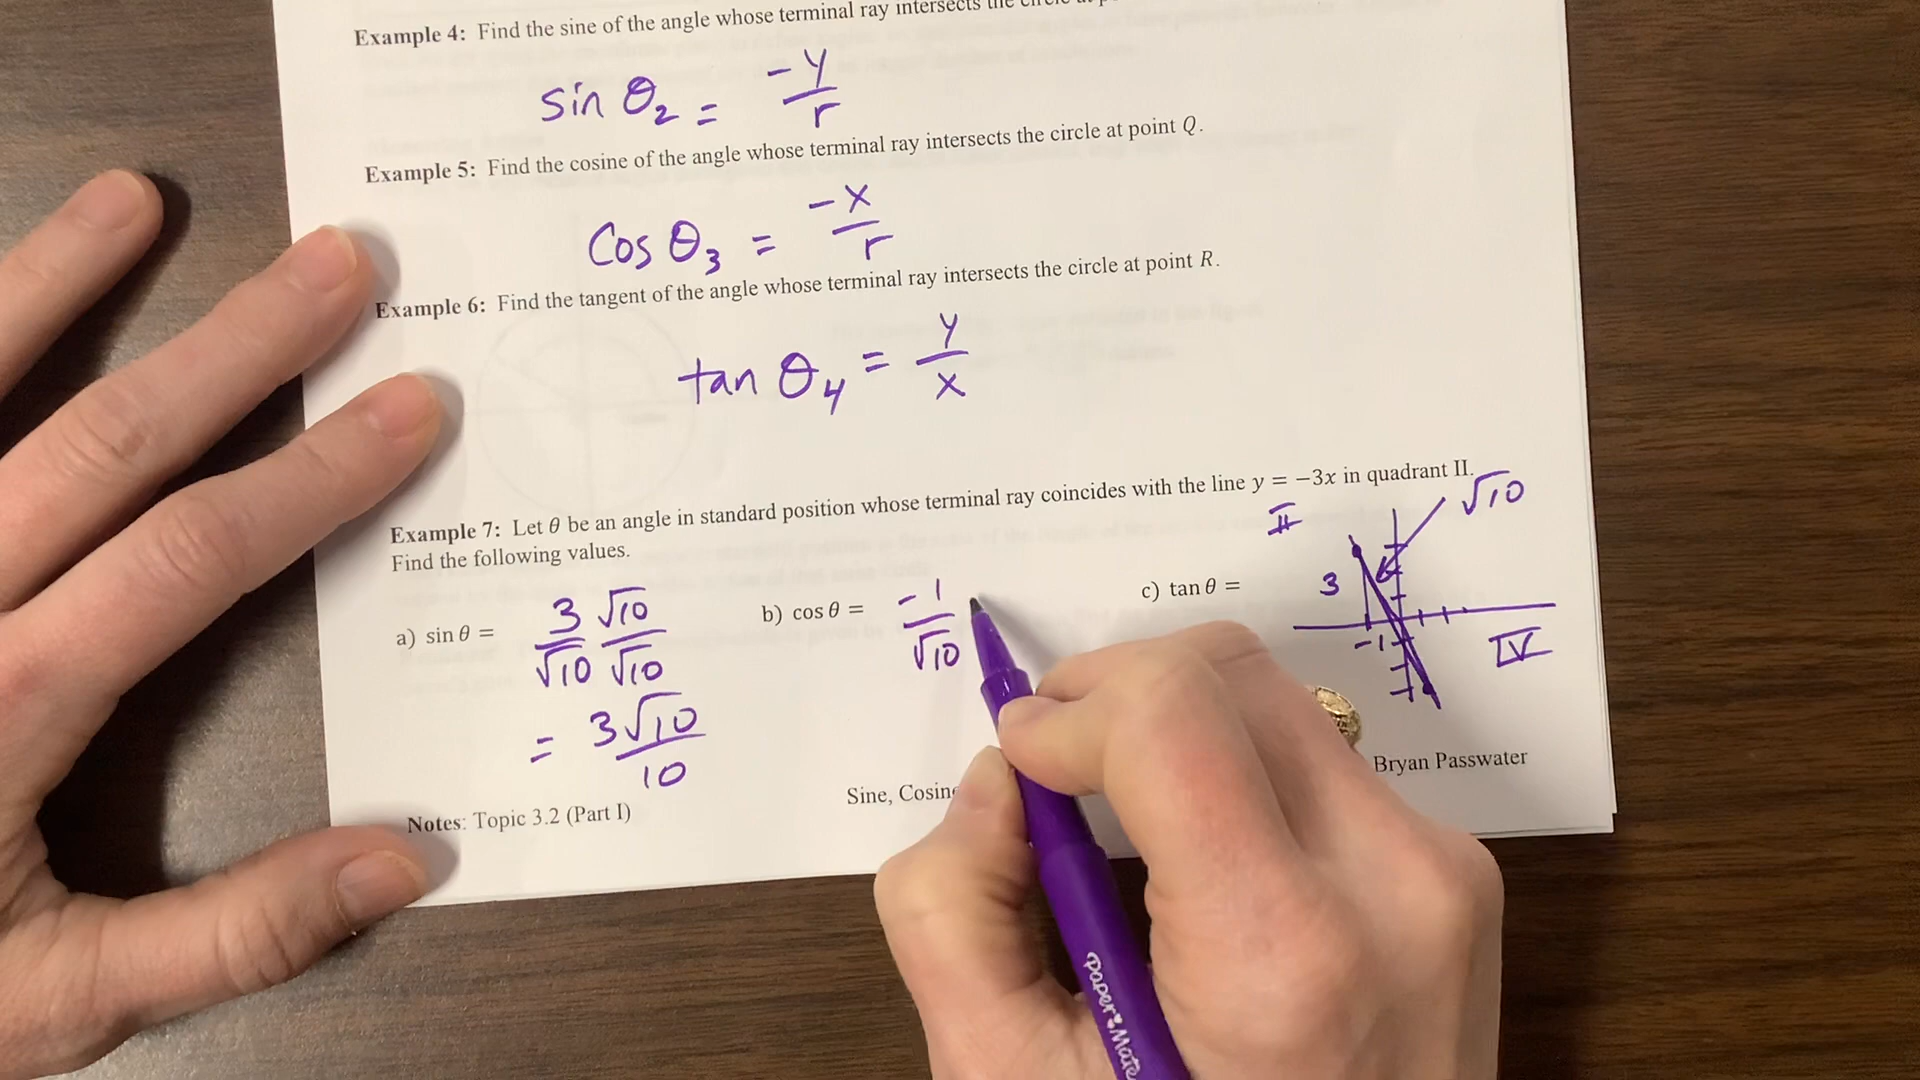 Example 4: Find the sine of the angle whose terminal ray intersects the circle at
sin θ₂ = -y/r
Example 5: Find the cosine of the angle whose terminal ray intersects the circle at point Q.
Cos θ₃ = -x/r
Example 6: Find the tangent of the angle whose terminal ray intersects the circle at point R.
tan θ₄ = y/x
Example 7: Let θ be an angle in standard position whose terminal ray coincides with the line y = −3x in quadrant II.
Find the following values.
a) sin θ = 3/√10 √10/√10
= 3√10/10
b) cos θ = -1/√10
c) tan θ =
II
√10
3
-1
IV
Notes: Topic 3.2 (Part I)
Sine, Cosine
Bryan Passwater
Paper Mate